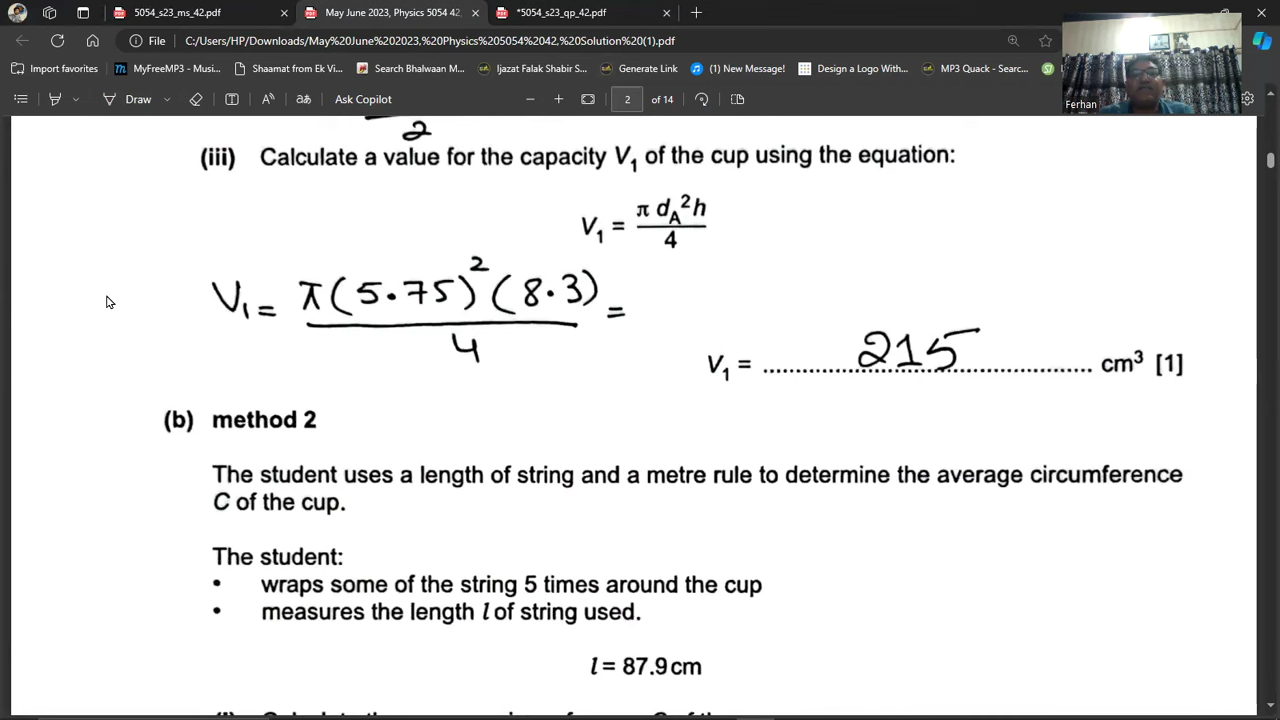 5054_s23_ms_42.pdf
May June 2023, Physics 5054 42,
*5054_s23_qp_42.pdf
File
C:/Users/HP/Downloads/May%20June%202023,%20Physics%205054%2042,%20Solution%20(1).pdf
Import favorites
MyFreeMP3 - Musi...
Shaamat from Ek Vi...
Search Bhalwaan M...
Ijazat Falak Shabir S...
Generate Link
(1) New Message!
Design a Logo With...
MP3 Quack - Searc...
Draw
Ask Copilot
2 of 14
Ferhan
2
(iii) Calculate a value for the capacity V₁ of the cup using the equation:
V₁ = π d_A² h / 4
V₁ = π(5.75)²(8.3) / 4 =
V₁ = 215 cm³ [1]
(b) method 2
The student uses a length of string and a metre rule to determine the average circumference
C of the cup.
The student:
• wraps some of the string 5 times around the cup
• measures the length l of string used.
l = 87.9 cm